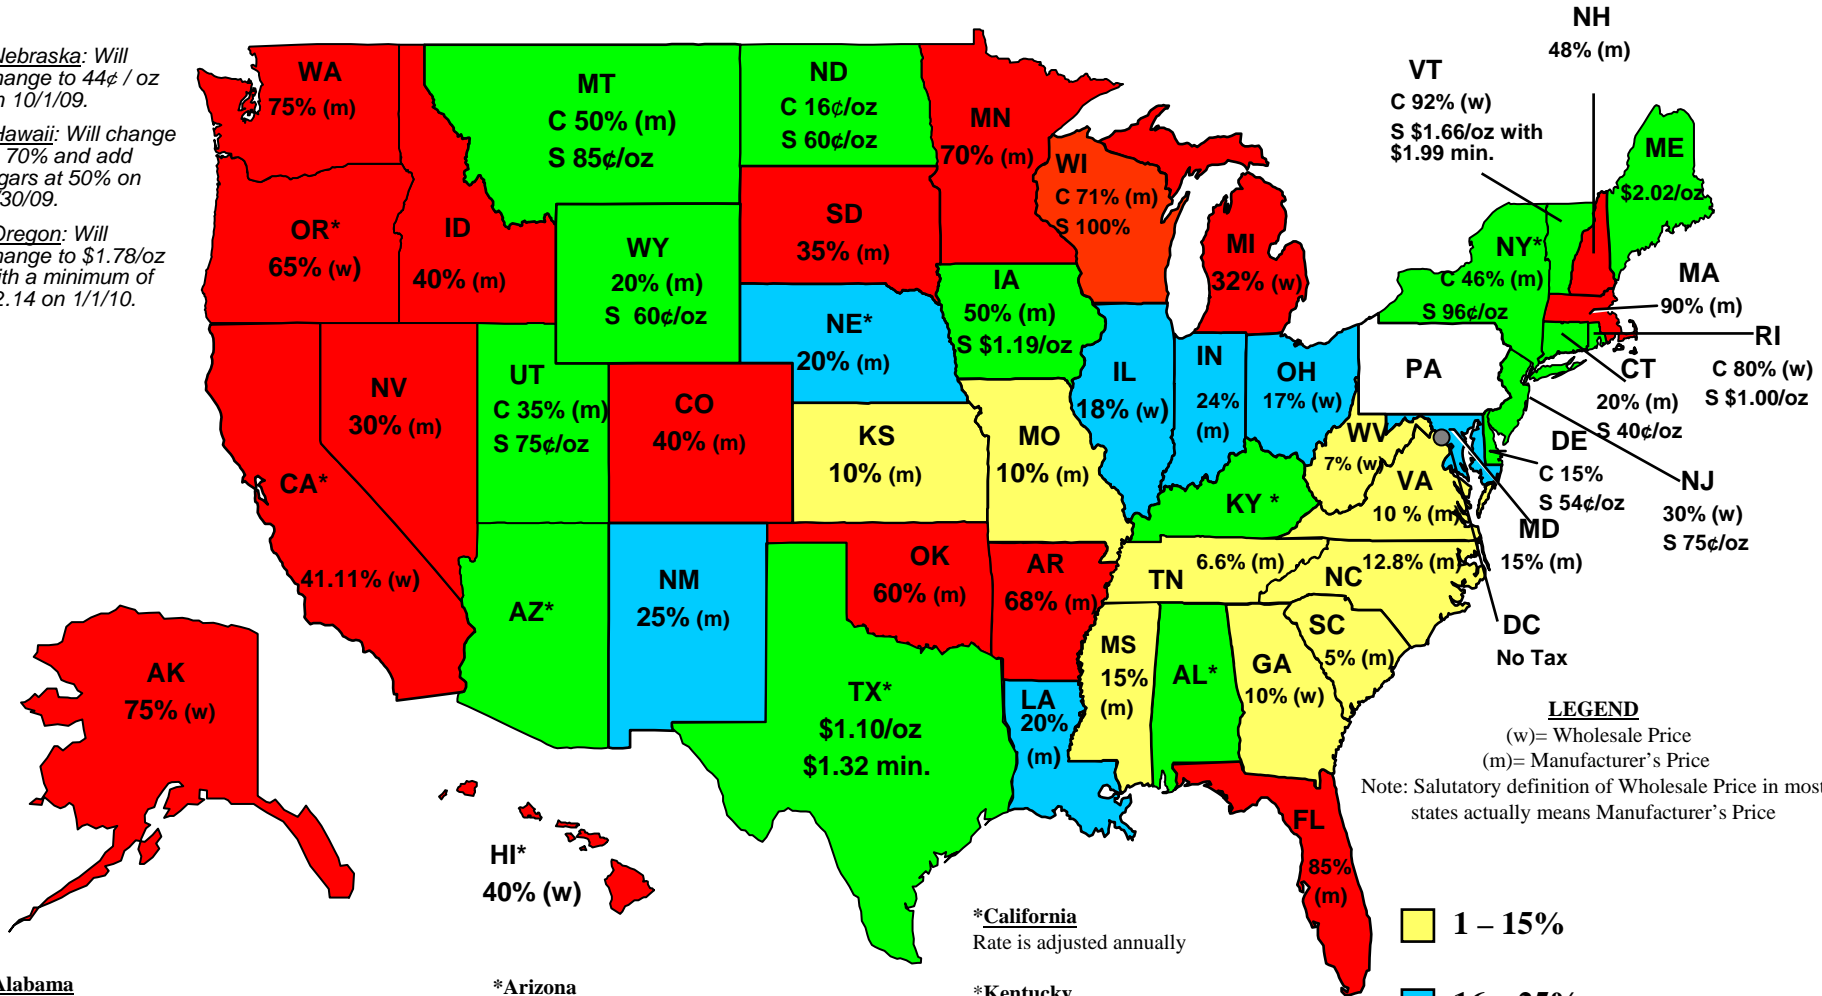 Nebraska: Will
hange to 44¢ / oz
n 10/1/09.
Hawaii: Will change
70% and add
gars at 50% on
/30/09.
Oregon: Will
hange to $1.78/oz
ith a minimum of
2.14 on 1/1/10.
WA
75% (m)
MT
C 50% (m)
S 85¢/oz
ND
C 16¢/oz
S 60¢/oz
MN
70% (m)
WI
C 71% (m)
S 100%
MI
32% (w)
VT
C 92% (w)
S $1.66/oz with
$1.99 min.
NH
48% (m)
ME
$2.02/oz
OR*
65% (w)
ID
40% (m)
WY
20% (m)
S 60¢/oz
SD
35% (m)
IA
50% (m)
S $1.19/oz
NE*
20% (m)
NY*
C 46% (m)
S 96¢/oz
MA
90% (m)
RI
C 80% (w)
S $1.00/oz
CT
20% (m)
S 40¢/oz
PA
NV
30% (m)
UT
C 35% (m)
S 75¢/oz
CO
40% (m)
KS
10% (m)
MO
10% (m)
IL
18% (w)
IN
24%
(m)
OH
17% (w)
WV
7% (w)
VA
10 % (m)
DE
C 15%
S 54¢/oz
NJ
30% (w)
S 75¢/oz
MD
15% (m)
DC
No Tax
CA*
41.11% (w)
AZ*
NM
25% (m)
OK
60% (m)
AR
68% (m)
KY *
TN
6.6% (m)
NC
12.8% (m)
SC
5% (m)
MS
15%
(m)
AL*
GA
10% (w)
LA
20%
(m)
TX*
$1.10/oz
$1.32 min.
FL
85%
(m)
AK
75% (w)
HI*
40% (w)
LEGEND
(w)= Wholesale Price
(m)= Manufacturer's Price
Note: Salutatory definition of Wholesale Price in most
states actually means Manufacturer's Price
1 – 15%
16 – 25%
*California
Rate is adjusted annually
Alabama
*Arizona
*Kentucky